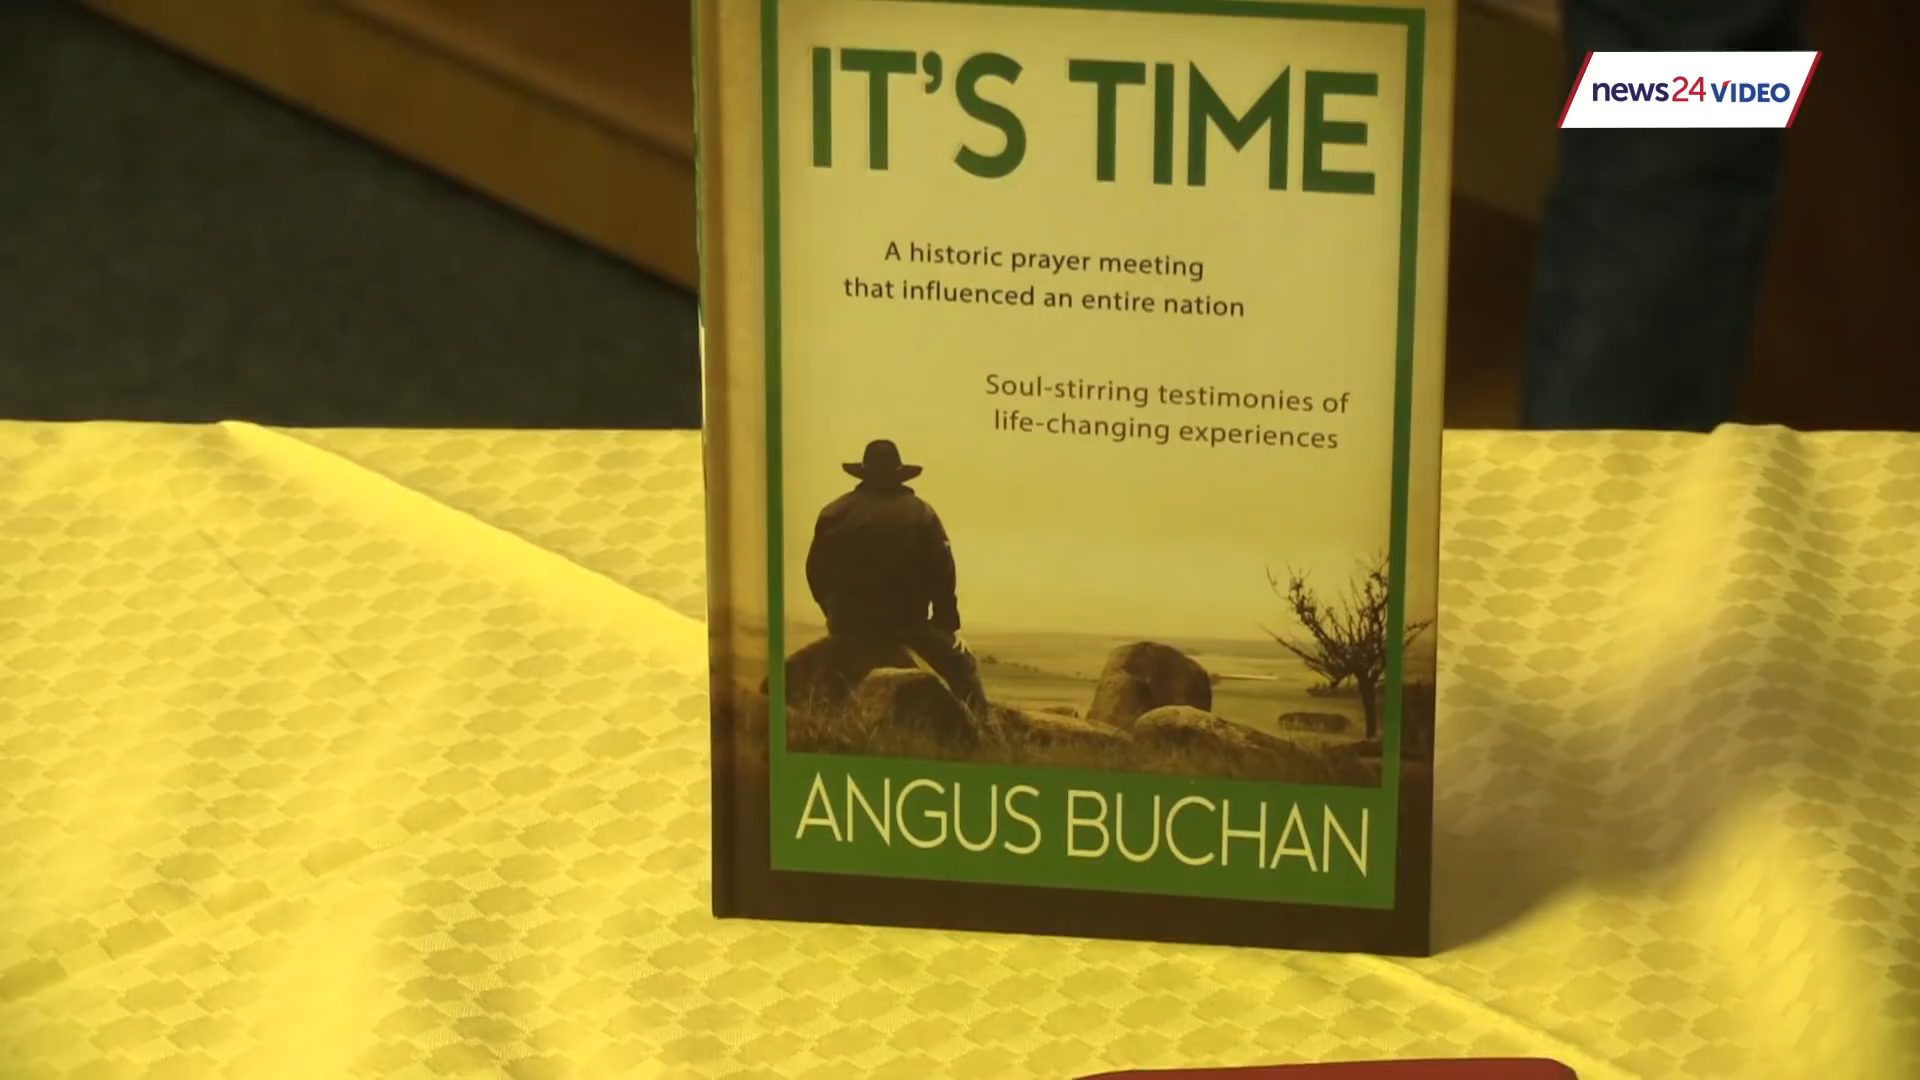 IT'S TIME
news24 VIDEO
A historic prayer meeting
that influenced an entire nation
Soul-stirring testimonies of
life-changing experiences
ANGUS BUCHAN